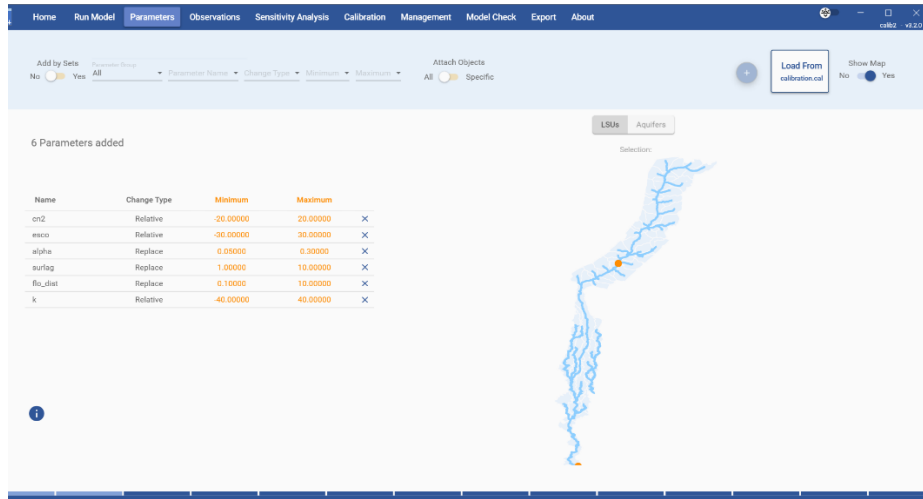 Home Run Model Parameters Observations Sensitivity Analysis Calibration Management Model Check Export About
calib2 - v2.2.0
Add by Sets
No Yes
Parameter Group
All
Parameter Name Change Type Minimum Maximum
Attach Objects
All Specific
+
Load From
calibration.cal
Show Map
No Yes
6 Parameters added
LSUs Aquifers
Selection:
Name Change Type Minimum Maximum
cn2 Relative -20.00000 20.00000
esco Relative -30.00000 30.00000
alpha Replace 0.05000 0.30000
surlag Replace 1.00000 10.00000
flo_dist Replace 0.10000 10.00000
k Relative -40.00000 40.00000
i